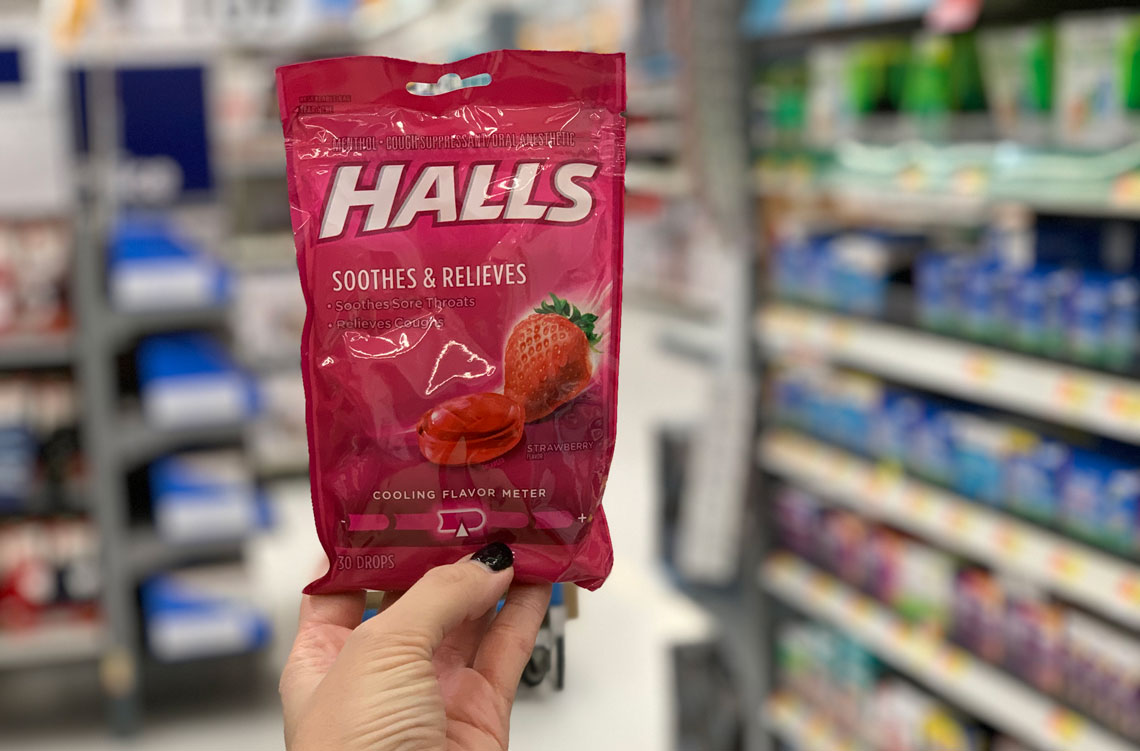 MENTHOL • COUGH SUPPRESSANT / ORAL ANESTHETIC
HALLS
SOOTHES & RELIEVES
• Soothes Sore Throats
• Relieves Coughs
STRAWBERRY
FLAVOR
COOLING FLAVOR METER
- +
30 DROPS